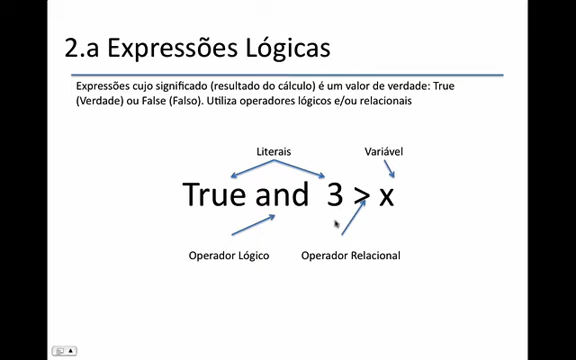 2.a Expressões Lógicas
Expressões cujo significado (resultado do cálculo) é um valor de verdade: True
(Verdade) ou False (Falso). Utiliza operadores lógicos e/ou relacionais
Literais
Variável
True and 3 > x
Operador Lógico
Operador Relacional